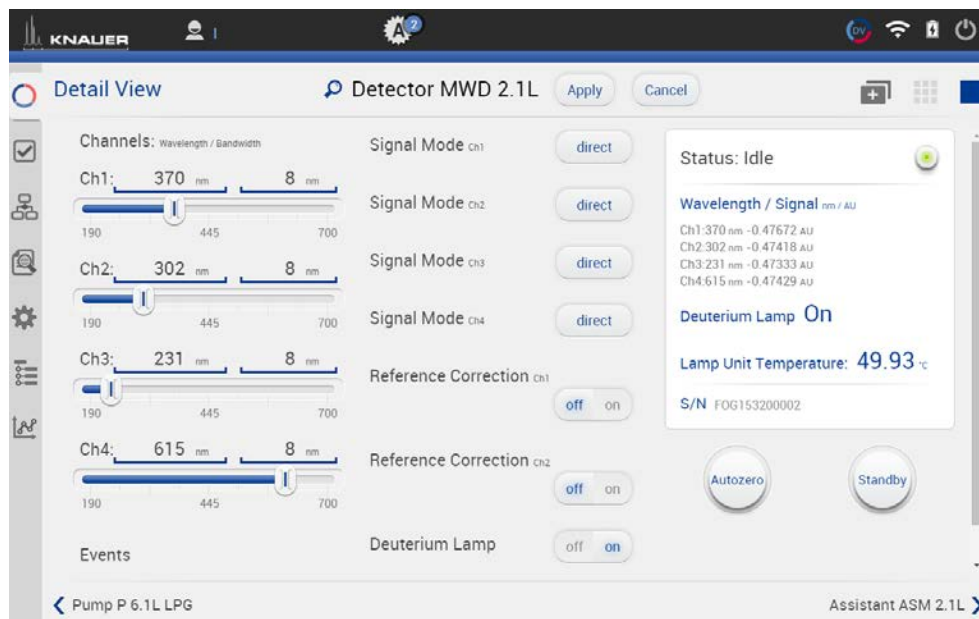 KNAUER
I
A 2
DV
Detail View
Detector MWD 2.1L
Apply
Cancel
Channels: Wavelength / Bandwidth
Ch1: 370 nm 8 nm
190 445 700
Ch2: 302 nm 8 nm
190 445 700
Ch3: 231 nm 8 nm
190 445 700
Ch4: 615 nm 8 nm
190 445 700
Events
Signal Mode Ch1 direct
Signal Mode Ch2 direct
Signal Mode Ch3 direct
Signal Mode Ch4 direct
Reference Correction Ch1
off on
Reference Correction Ch2
off on
Deuterium Lamp off on
Status: Idle
Wavelength / Signal nm / AU
Ch1:370 nm -0.47672 AU
Ch2:302 nm -0.47418 AU
Ch3:231 nm -0.47333 AU
Ch4:615 nm -0.47429 AU
Deuterium Lamp On
Lamp Unit Temperature: 49.93 °C
S/N FOG153200002
Autozero
Standby
Pump P 6.1L LPG
Assistant ASM 2.1L